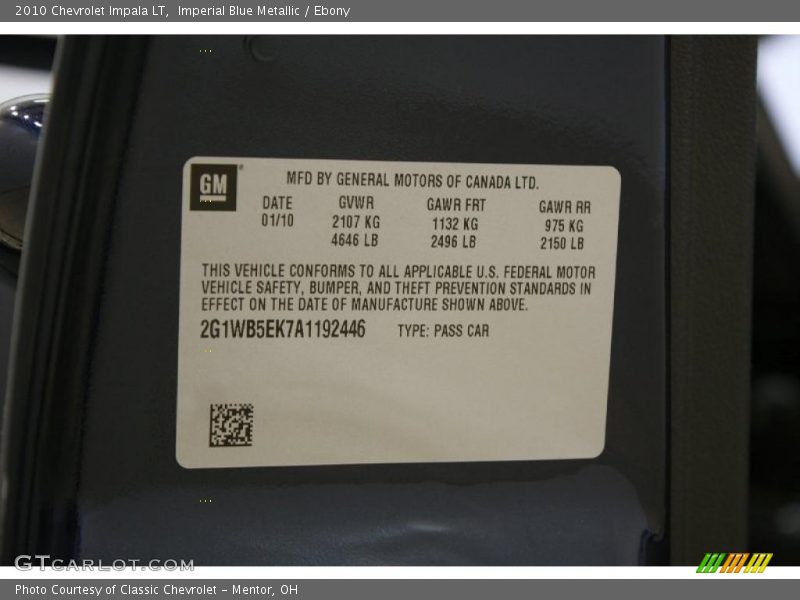 2010 Chevrolet Impala LT,  Imperial Blue Metallic / Ebony
GM
MFD BY GENERAL MOTORS OF CANADA LTD.
DATE GVWR GAWR FRT GAWR RR
01/10 2107 KG 1132 KG 975 KG
4646 LB 2496 LB 2150 LB
THIS VEHICLE CONFORMS TO ALL APPLICABLE U.S. FEDERAL MOTOR
VEHICLE SAFETY, BUMPER, AND THEFT PREVENTION STANDARDS IN
EFFECT ON THE DATE OF MANUFACTURE SHOWN ABOVE.
2G1WB5EK7A1192446 TYPE: PASS CAR
GTCARLOT.COM
Photo Courtesy of Classic Chevrolet - Mentor, OH